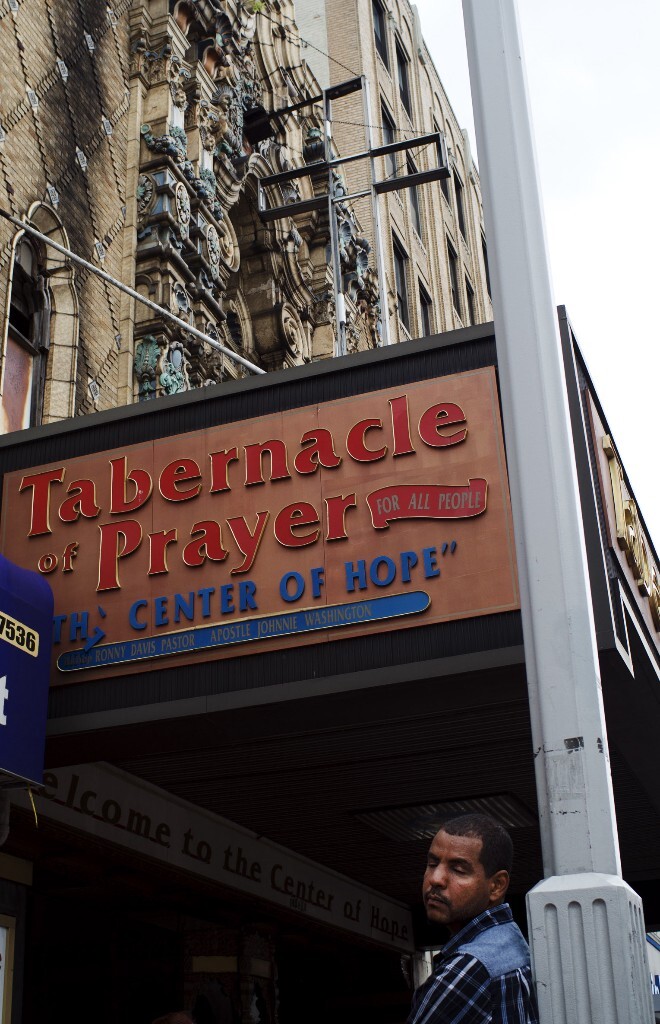 Tabernacle
of Prayer
FOR ALL PEOPLE
CENTER OF HOPE"
RONNY DAVIS PASTOR APOSTLE JOHNNIE WASHINGTON
7536
t
elcome to the Center of Hope